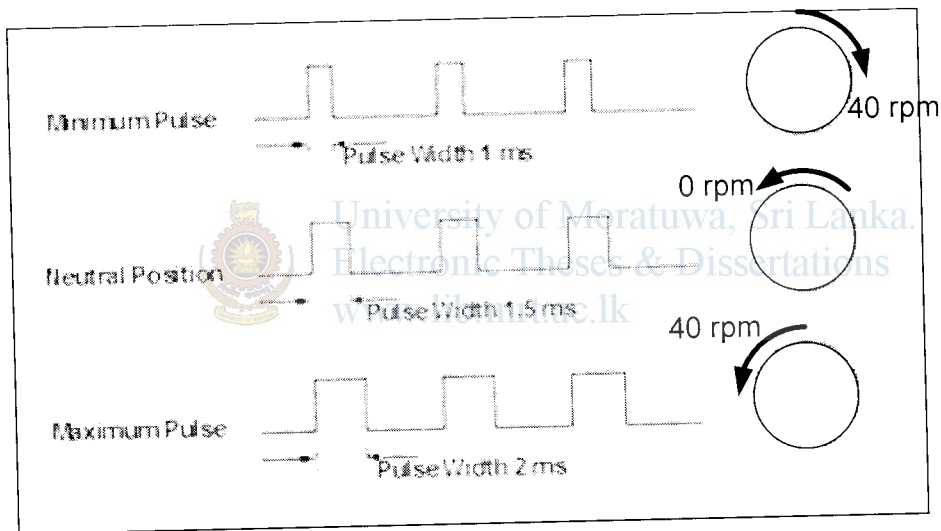 40 rpm
Minimum Pulse
Pulse Width 1 ms
0 rpm
University of Moratuwa, Sri Lanka.
Electronic Theses & Dissertations
Neutral Position
www.lib.mrt.ac.lk
Pulse Width 1.5 ms
40 rpm
Maximum Pulse
Pulse Width 2 ms